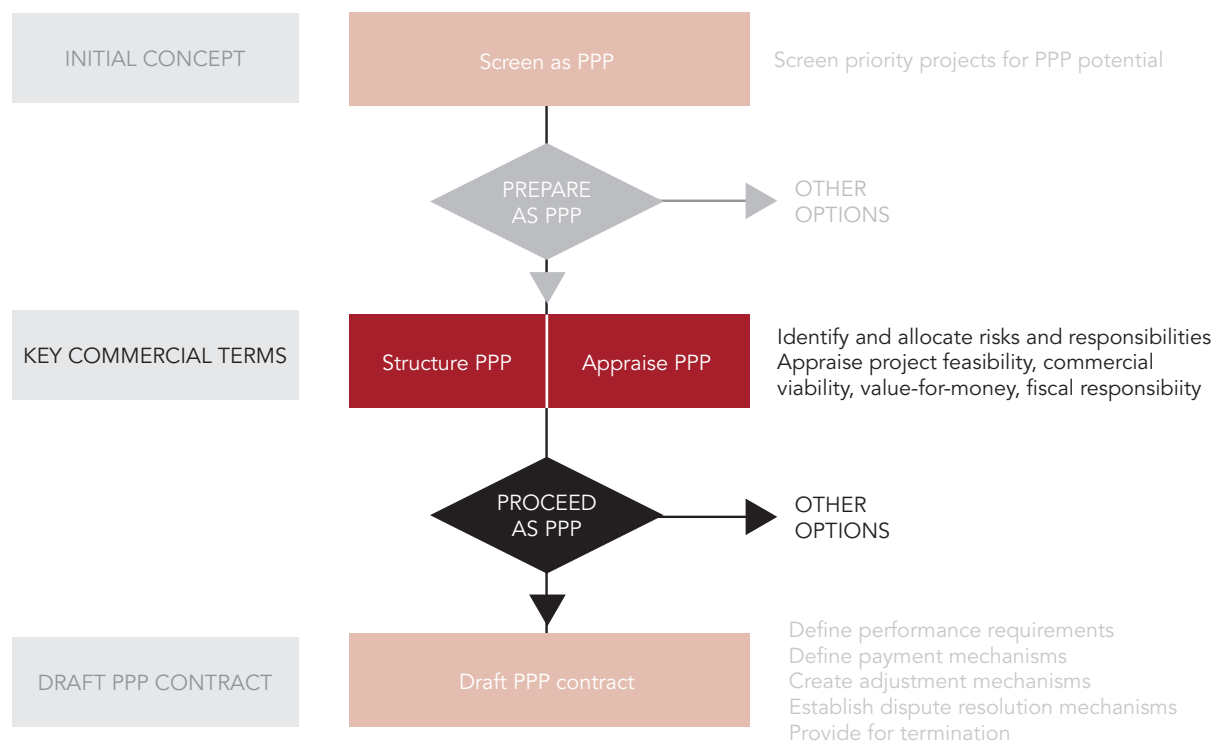 INITIAL CONCEPT
Screen as PPP
Screen priority projects for PPP potential
PREPARE
AS PPP
OTHER
OPTIONS
KEY COMMERCIAL TERMS
Structure PPP
Appraise PPP
Identify and allocate risks and responsibilities
Appraise project feasibility, commercial
viability, value-for-money, fiscal responsibiity
PROCEED
AS PPP
OTHER
OPTIONS
DRAFT PPP CONTRACT
Draft PPP contract
Define performance requirements
Define payment mechanisms
Create adjustment mechanisms
Establish dispute resolution mechanisms
Provide for termination